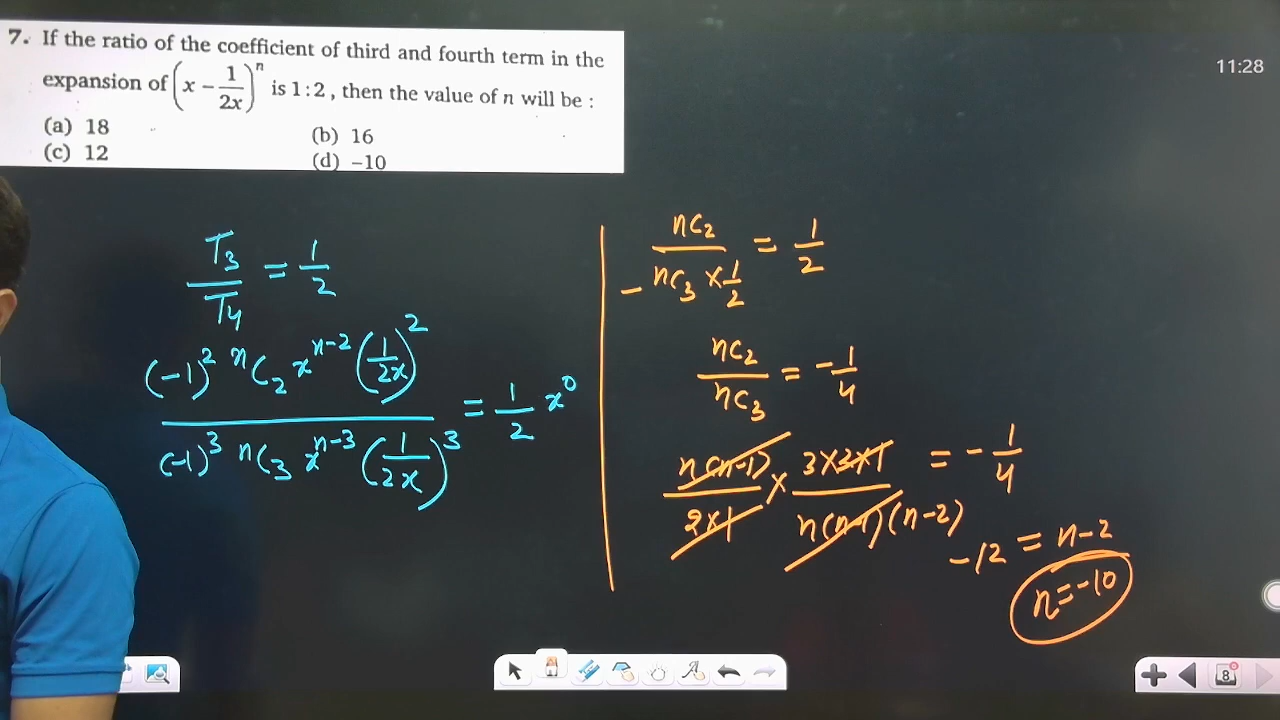 7. If the ratio of the coefficient of third and fourth term in the
expansion of (x - 1/2x)^n is 1 : 2, then the value of n will be :
(a) 18 (b) 16
(c) 12 (d) -10
11:28
T₃/T₄ = 1/2
((-1)² ⁿC₂ x^(n-2) (1/2x)²) / ((-1)³ ⁿC₃ x^(n-3) (1/2x)³) = 1/2 x⁰
nC₂ / (- nC₃ × 1/2) = 1/2
nC₂ / nC₃ = -1/4
n(n-1) / 2×1 × 3×2×1 / n(n-1)(n-2) = -1/4
-12 = n-2
n = -10
8